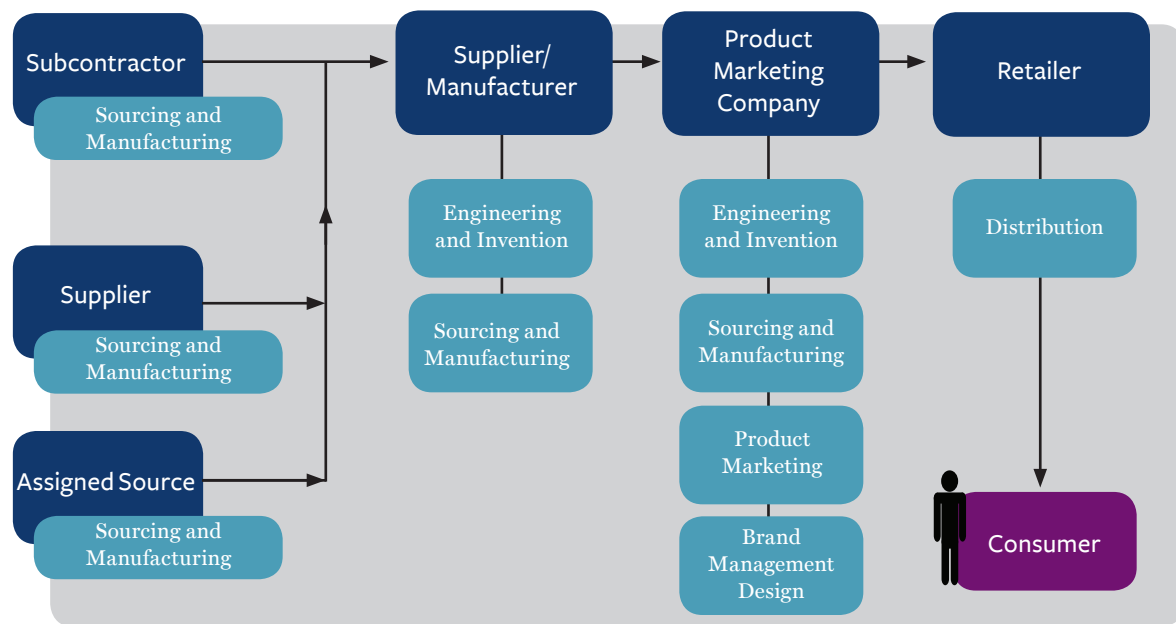 Subcontractor
Sourcing and
Manufacturing
Supplier
Sourcing and
Manufacturing
Assigned Source
Sourcing and
Manufacturing
Supplier/
Manufacturer
Engineering
and Invention
Sourcing and
Manufacturing
Product
Marketing
Company
Engineering
and Invention
Sourcing and
Manufacturing
Product
Marketing
Brand
Management
Design
Retailer
Distribution
Consumer